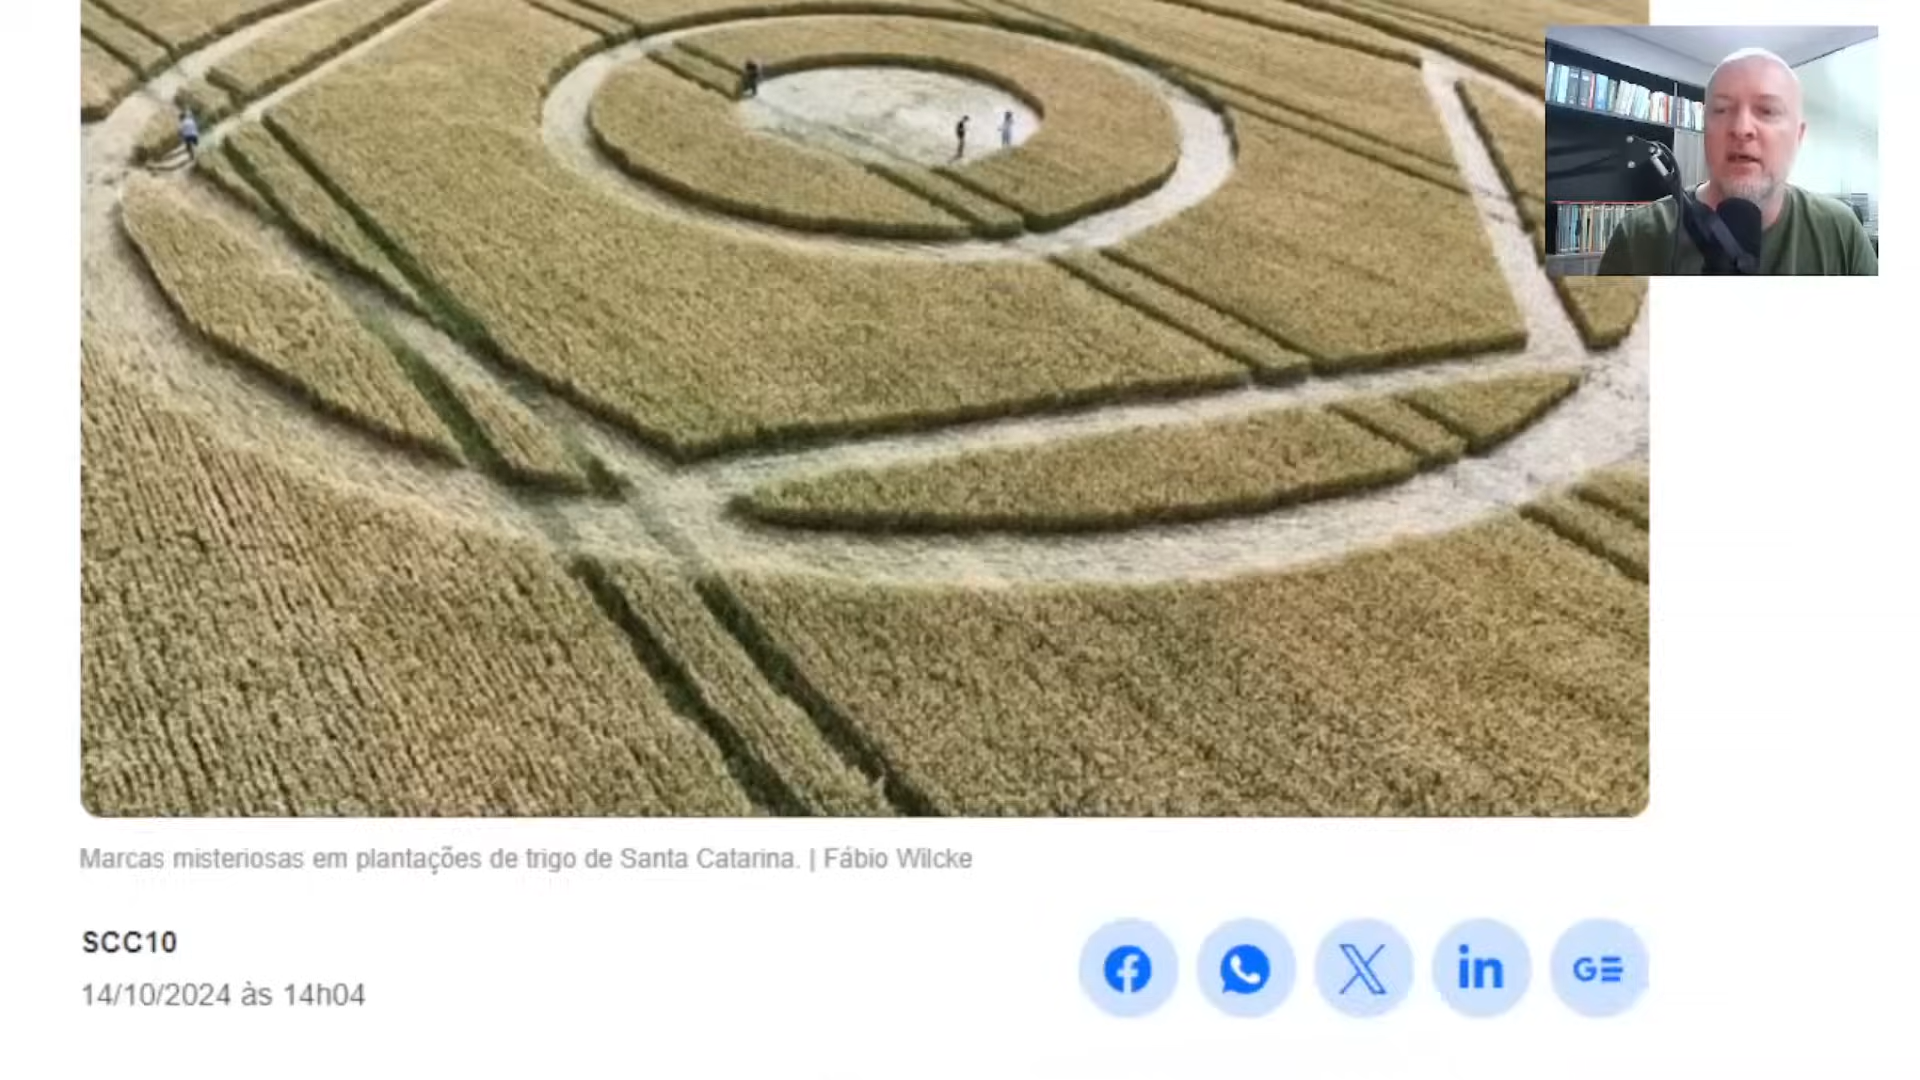 Marcas misteriosas em plantações de trigo de Santa Catarina. | Fábio Wilcke
SCC10
14/10/2024 às 14h04